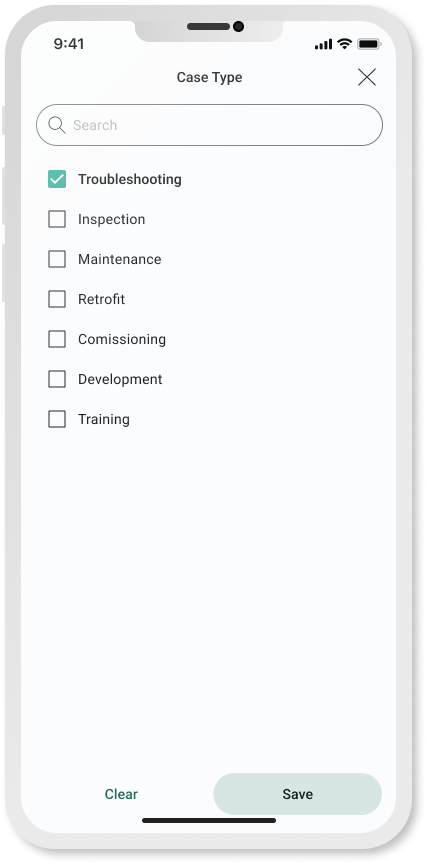 9:41
Case Type
Search
Troubleshooting
Inspection
Maintenance
Retrofit
Comissioning
Development
Training
Clear Save